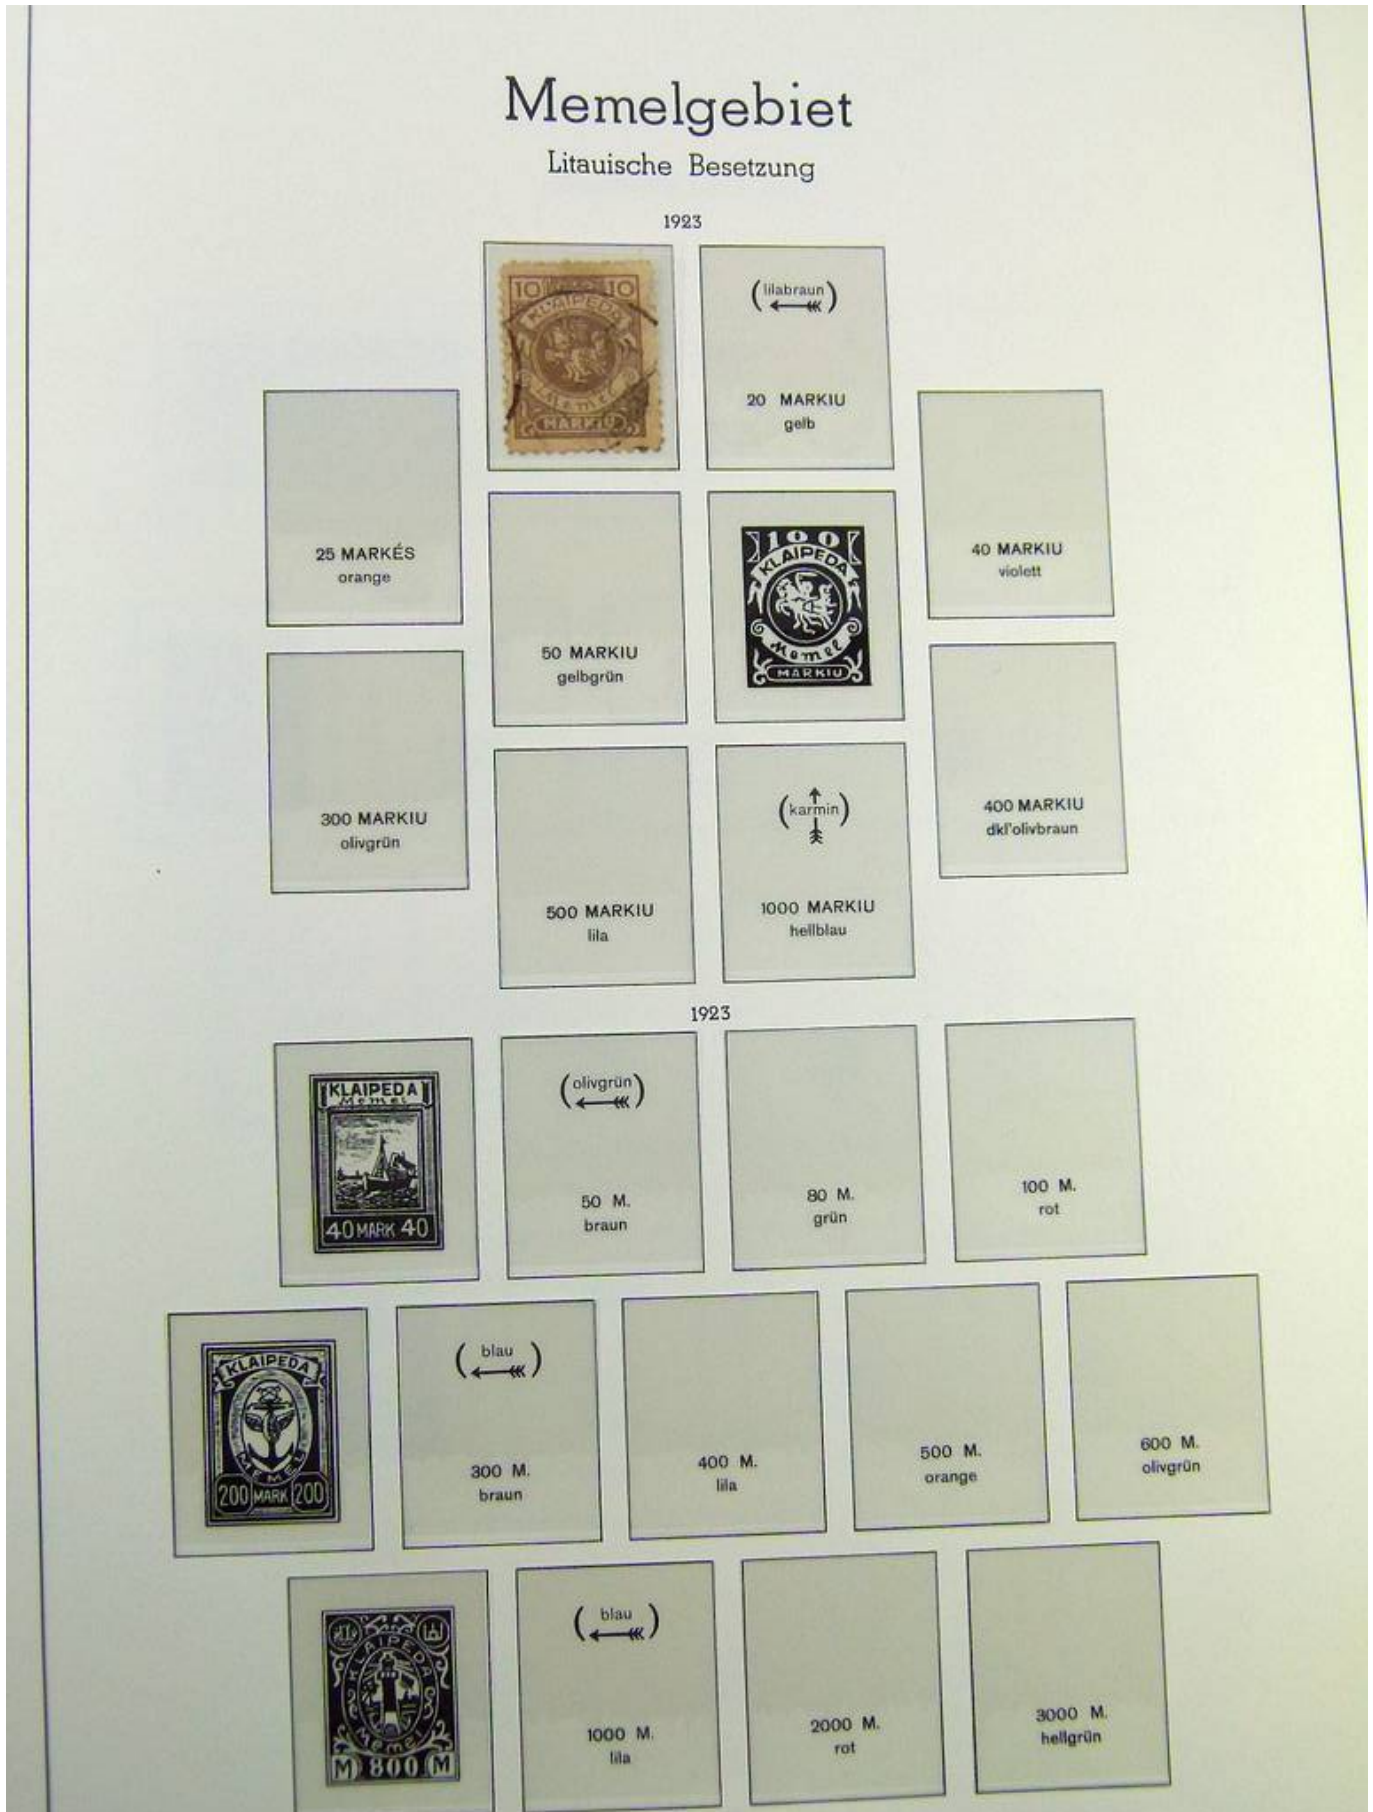 Memelgebiet
Litauische Besetzung
1923
10 10
KLAIPEDA
Memel
MARKIU
(lilabraun)
20 MARKIU
gelb
25 MARKÉS
orange
50 MARKIU
gelbgrün
100
KLAIPEDA
Memel
MARKIU
40 MARKIU
violett
300 MARKIU
olivgrün
500 MARKIU
lila
(karmin)
1000 MARKIU
hellblau
400 MARKIU
dkl'olivbraun
1923
KLAIPEDA
Memel
40 MARK 40
(olivgrün)
50 M.
braun
80 M.
grün
100 M.
rot
KLAIPEDA
MEMEL
200 MARK 200
(blau)
300 M.
braun
400 M.
lila
500 M.
orange
600 M.
olivgrün
KLAIPEDA
Memel
M 800 M
(blau)
1000 M.
lila
2000 M.
rot
3000 M.
hellgrün